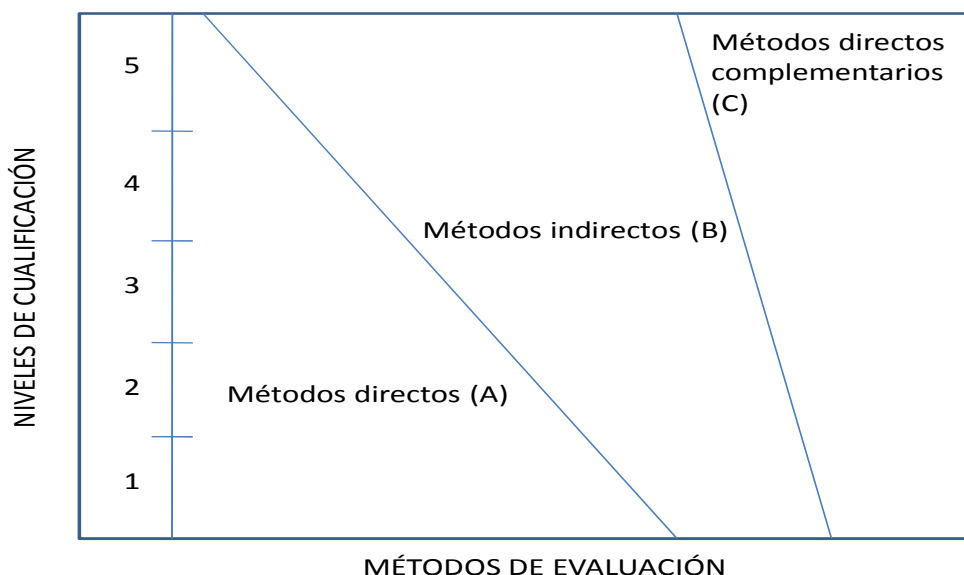 NIVELES DE CUALIFICACIÓN
5
4
3
2
1
Métodos directos
complementarios
(C)
Métodos indirectos (B)
Métodos directos (A)
MÉTODOS DE EVALUACIÓN